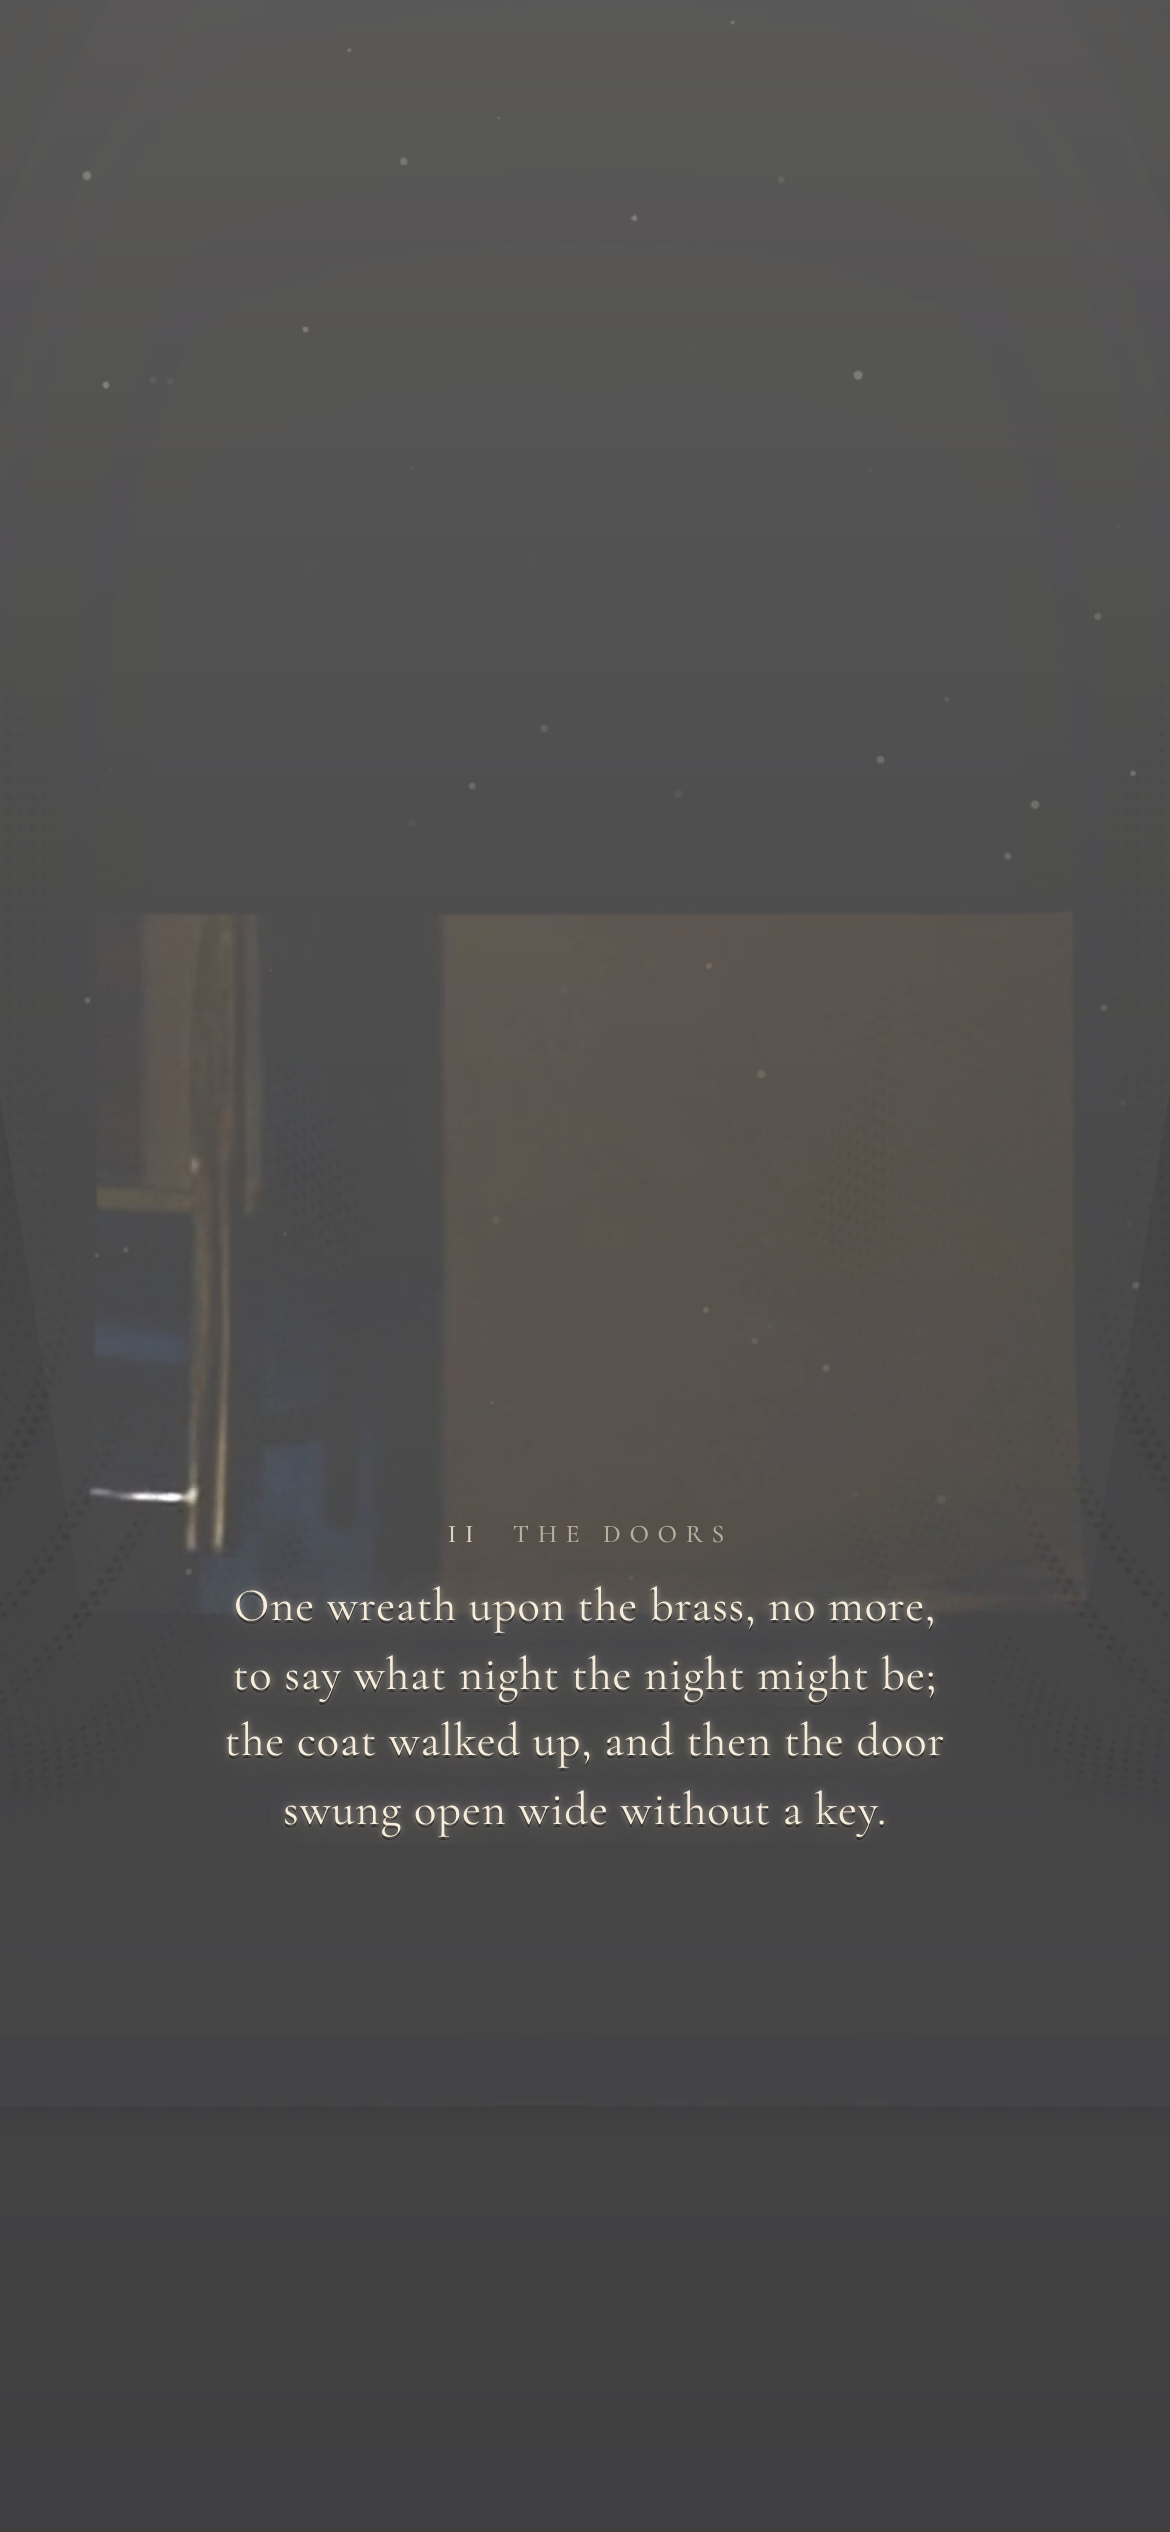 II THE DOORS
One wreath upon the brass, no more,
to say what night the night might be;
the coat walked up, and then the door
swung open wide without a key.